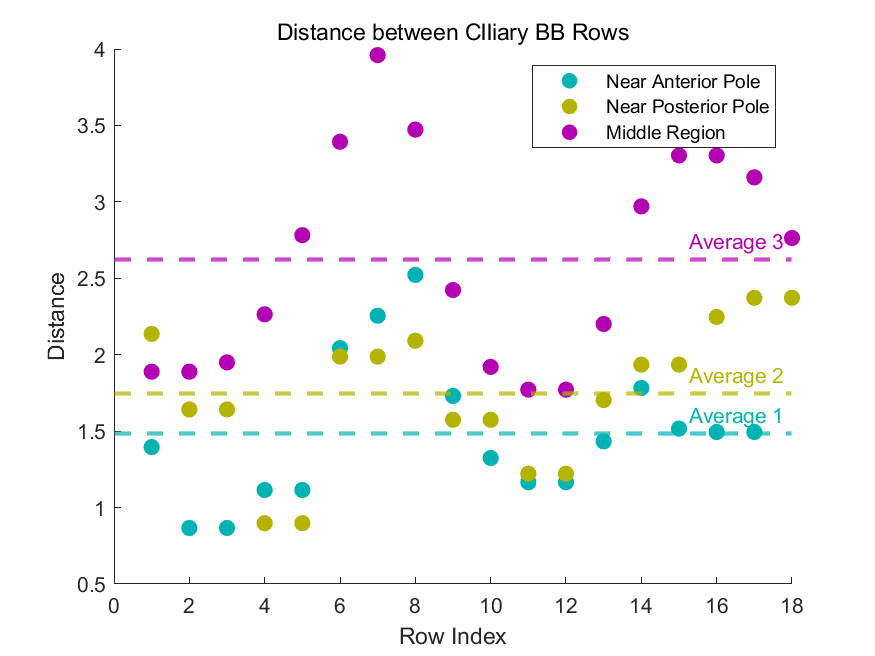 Distance between CIliary BB Rows
4
3.5
3
2.5
2
1.5
1
0.5
Distance
Near Anterior Pole
Near Posterior Pole
Middle Region
Average 3
Average 2
Average 1
0 2 4 6 8 10 12 14 16 18
Row Index